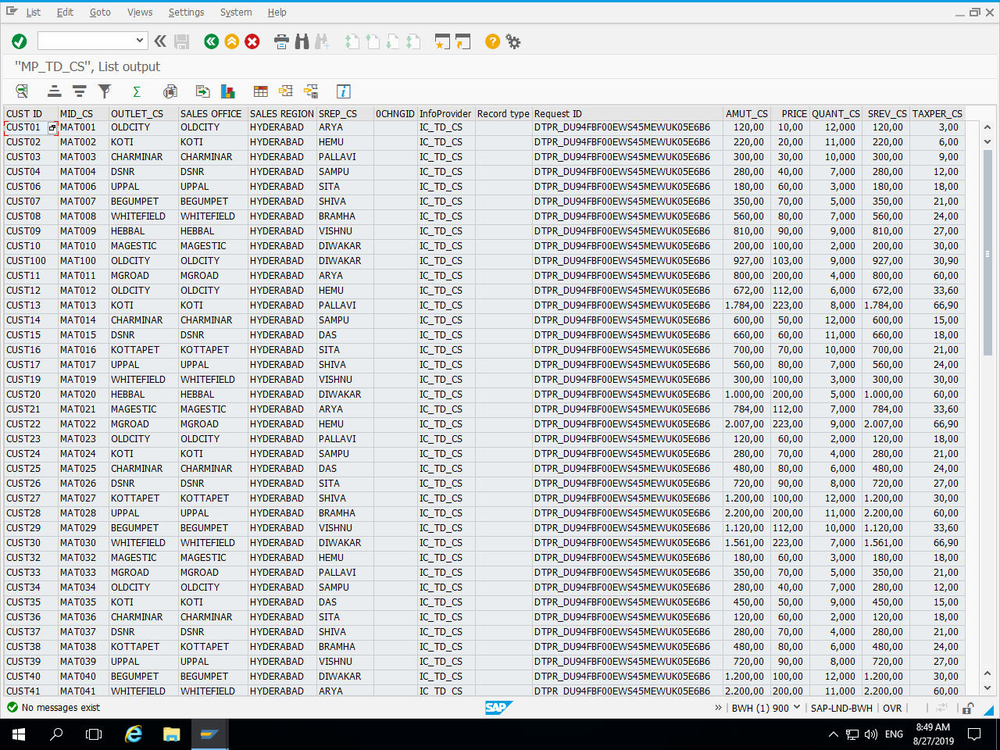 List Edit Goto Views Settings System Help
"MP_TD_CS", List output
CUST ID MID_CS OUTLET_CS SALES OFFICE SALES REGION SREP_CS 0CHNGID InfoProvider Record type Request ID AMUT_CS PRICE QUANT_CS SREV_CS TAXPER_CS
CUST01 MAT001 OLDCITY OLDCITY HYDERABAD ARYA IC_TD_CS DTPR_DU94FBF00EWS45MEWUK05E6B6 120,00 10,00 12,000 120,00 3,00
CUST02 MAT002 KOTI KOTI HYDERABAD HEMU IC_TD_CS DTPR_DU94FBF00EWS45MEWUK05E6B6 220,00 20,00 11,000 220,00 6,00
CUST03 MAT003 CHARMINAR CHARMINAR HYDERABAD PALLAVI IC_TD_CS DTPR_DU94FBF00EWS45MEWUK05E6B6 300,00 30,00 10,000 300,00 9,00
CUST04 MAT004 DSNR DSNR HYDERABAD SAMPU IC_TD_CS DTPR_DU94FBF00EWS45MEWUK05E6B6 280,00 40,00 7,000 280,00 12,00
CUST06 MAT006 UPPAL UPPAL HYDERABAD SITA IC_TD_CS DTPR_DU94FBF00EWS45MEWUK05E6B6 180,00 60,00 3,000 180,00 18,00
CUST07 MAT007 BEGUMPET BEGUMPET HYDERABAD SHIVA IC_TD_CS DTPR_DU94FBF00EWS45MEWUK05E6B6 350,00 70,00 5,000 350,00 21,00
CUST08 MAT008 WHITEFIELD WHITEFIELD HYDERABAD BRAMHA IC_TD_CS DTPR_DU94FBF00EWS45MEWUK05E6B6 560,00 80,00 7,000 560,00 24,00
CUST09 MAT009 HEBBAL HEBBAL HYDERABAD VISHNU IC_TD_CS DTPR_DU94FBF00EWS45MEWUK05E6B6 810,00 90,00 9,000 810,00 27,00
CUST10 MAT010 MAGESTIC MAGESTIC HYDERABAD DIWAKAR IC_TD_CS DTPR_DU94FBF00EWS45MEWUK05E6B6 200,00 100,00 2,000 200,00 30,00
CUST100 MAT100 OLDCITY OLDCITY HYDERABAD DIWAKAR IC_TD_CS DTPR_DU94FBF00EWS45MEWUK05E6B6 927,00 103,00 9,000 927,00 30,90
CUST11 MAT011 MGROAD MGROAD HYDERABAD ARYA IC_TD_CS DTPR_DU94FBF00EWS45MEWUK05E6B6 800,00 200,00 4,000 800,00 60,00
CUST12 MAT012 OLDCITY OLDCITY HYDERABAD HEMU IC_TD_CS DTPR_DU94FBF00EWS45MEWUK05E6B6 672,00 112,00 6,000 672,00 33,60
CUST13 MAT013 KOTI KOTI HYDERABAD PALLAVI IC_TD_CS DTPR_DU94FBF00EWS45MEWUK05E6B6 1.784,00 223,00 8,000 1.784,00 66,90
CUST14 MAT014 CHARMINAR CHARMINAR HYDERABAD SAMPU IC_TD_CS DTPR_DU94FBF00EWS45MEWUK05E6B6 600,00 50,00 12,000 600,00 15,00
CUST15 MAT015 DSNR DSNR HYDERABAD DAS IC_TD_CS DTPR_DU94FBF00EWS45MEWUK05E6B6 660,00 60,00 11,000 660,00 18,00
CUST16 MAT016 KOTTAPET KOTTAPET HYDERABAD SITA IC_TD_CS DTPR_DU94FBF00EWS45MEWUK05E6B6 700,00 70,00 10,000 700,00 21,00
CUST17 MAT017 UPPAL UPPAL HYDERABAD SHIVA IC_TD_CS DTPR_DU94FBF00EWS45MEWUK05E6B6 560,00 80,00 7,000 560,00 24,00
CUST19 MAT019 WHITEFIELD WHITEFIELD HYDERABAD VISHNU IC_TD_CS DTPR_DU94FBF00EWS45MEWUK05E6B6 300,00 100,00 3,000 300,00 30,00
CUST20 MAT020 HEBBAL HEBBAL HYDERABAD DIWAKAR IC_TD_CS DTPR_DU94FBF00EWS45MEWUK05E6B6 1.000,00 200,00 5,000 1.000,00 60,00
CUST21 MAT021 MAGESTIC MAGESTIC HYDERABAD ARYA IC_TD_CS DTPR_DU94FBF00EWS45MEWUK05E6B6 784,00 112,00 7,000 784,00 33,60
CUST22 MAT022 MGROAD MGROAD HYDERABAD HEMU IC_TD_CS DTPR_DU94FBF00EWS45MEWUK05E6B6 2.007,00 223,00 9,000 2.007,00 66,90
CUST23 MAT023 OLDCITY OLDCITY HYDERABAD PALLAVI IC_TD_CS DTPR_DU94FBF00EWS45MEWUK05E6B6 120,00 60,00 2,000 120,00 18,00
CUST24 MAT024 KOTI KOTI HYDERABAD SAMPU IC_TD_CS DTPR_DU94FBF00EWS45MEWUK05E6B6 280,00 70,00 4,000 280,00 21,00
CUST25 MAT025 CHARMINAR CHARMINAR HYDERABAD DAS IC_TD_CS DTPR_DU94FBF00EWS45MEWUK05E6B6 480,00 80,00 6,000 480,00 24,00
CUST26 MAT026 DSNR DSNR HYDERABAD SITA IC_TD_CS DTPR_DU94FBF00EWS45MEWUK05E6B6 720,00 90,00 8,000 720,00 27,00
CUST27 MAT027 KOTTAPET KOTTAPET HYDERABAD SHIVA IC_TD_CS DTPR_DU94FBF00EWS45MEWUK05E6B6 1.200,00 100,00 12,000 1.200,00 30,00
CUST28 MAT028 UPPAL UPPAL HYDERABAD BRAMHA IC_TD_CS DTPR_DU94FBF00EWS45MEWUK05E6B6 2.200,00 200,00 11,000 2.200,00 60,00
CUST29 MAT029 BEGUMPET BEGUMPET HYDERABAD VISHNU IC_TD_CS DTPR_DU94FBF00EWS45MEWUK05E6B6 1.120,00 112,00 10,000 1.120,00 33,60
CUST30 MAT030 WHITEFIELD WHITEFIELD HYDERABAD DIWAKAR IC_TD_CS DTPR_DU94FBF00EWS45MEWUK05E6B6 1.561,00 223,00 7,000 1.561,00 66,90
CUST32 MAT032 MAGESTIC MAGESTIC HYDERABAD HEMU IC_TD_CS DTPR_DU94FBF00EWS45MEWUK05E6B6 180,00 60,00 3,000 180,00 18,00
CUST33 MAT033 MGROAD MGROAD HYDERABAD PALLAVI IC_TD_CS DTPR_DU94FBF00EWS45MEWUK05E6B6 350,00 70,00 5,000 350,00 21,00
CUST34 MAT034 OLDCITY OLDCITY HYDERABAD SAMPU IC_TD_CS DTPR_DU94FBF00EWS45MEWUK05E6B6 280,00 40,00 7,000 280,00 12,00
CUST35 MAT035 KOTI KOTI HYDERABAD DAS IC_TD_CS DTPR_DU94FBF00EWS45MEWUK05E6B6 450,00 50,00 9,000 450,00 15,00
CUST36 MAT036 CHARMINAR CHARMINAR HYDERABAD SITA IC_TD_CS DTPR_DU94FBF00EWS45MEWUK05E6B6 120,00 60,00 2,000 120,00 18,00
CUST37 MAT037 DSNR DSNR HYDERABAD SHIVA IC_TD_CS DTPR_DU94FBF00EWS45MEWUK05E6B6 280,00 70,00 4,000 280,00 21,00
CUST38 MAT038 KOTTAPET KOTTAPET HYDERABAD BRAMHA IC_TD_CS DTPR_DU94FBF00EWS45MEWUK05E6B6 480,00 80,00 6,000 480,00 24,00
CUST39 MAT039 UPPAL UPPAL HYDERABAD VISHNU IC_TD_CS DTPR_DU94FBF00EWS45MEWUK05E6B6 720,00 90,00 8,000 720,00 27,00
CUST40 MAT040 BEGUMPET BEGUMPET HYDERABAD DIWAKAR IC_TD_CS DTPR_DU94FBF00EWS45MEWUK05E6B6 1.200,00 100,00 12,000 1.200,00 30,00
CUST41 MAT041 WHITEFIELD WHITEFIELD HYDERABAD ARYA IC_TD_CS DTPR_DU94FBF00EWS45MEWUK05E6B6 2.200,00 200,00 11,000 2.200,00 60,00
No messages exist SAP » BWH (1) 900 SAP-LND-BWH OVR
ENG 8:49 AM
8/27/2019